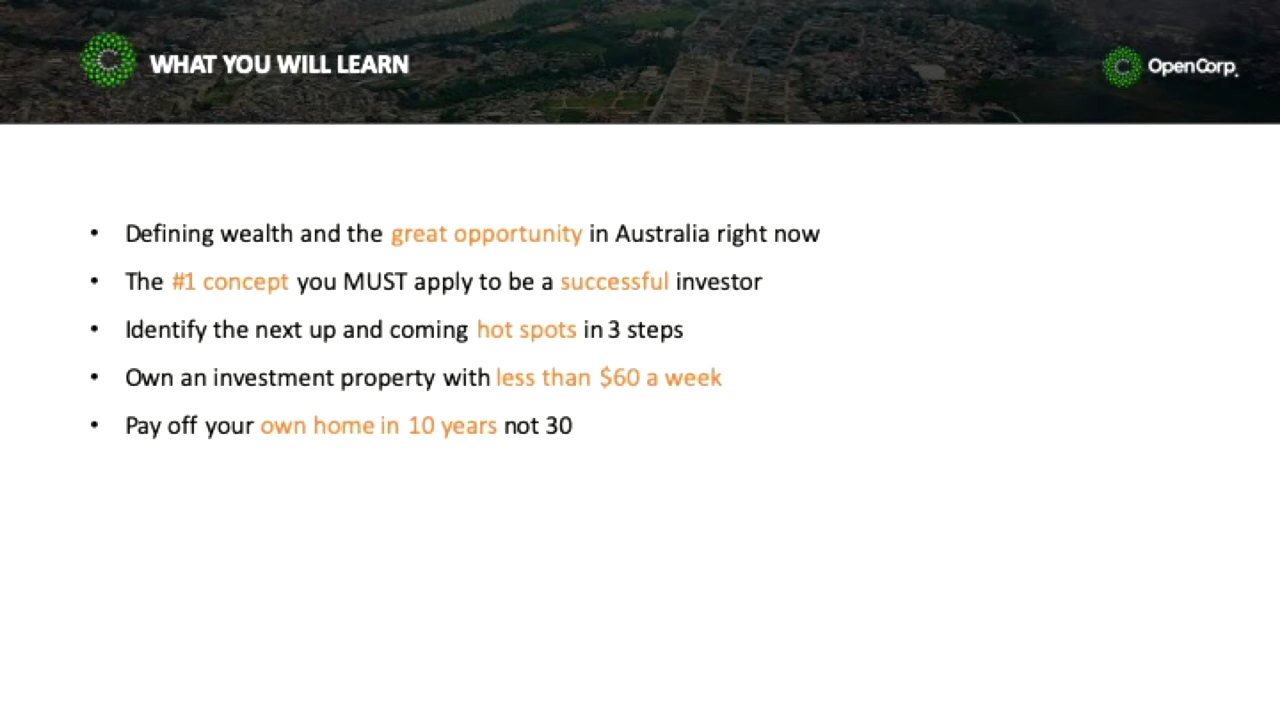 WHAT YOU WILL LEARN
OpenCorp.
• Defining wealth and the great opportunity in Australia right now
• The #1 concept you MUST apply to be a successful investor
• Identify the next up and coming hot spots in 3 steps
• Own an investment property with less than $60 a week
• Pay off your own home in 10 years not 30